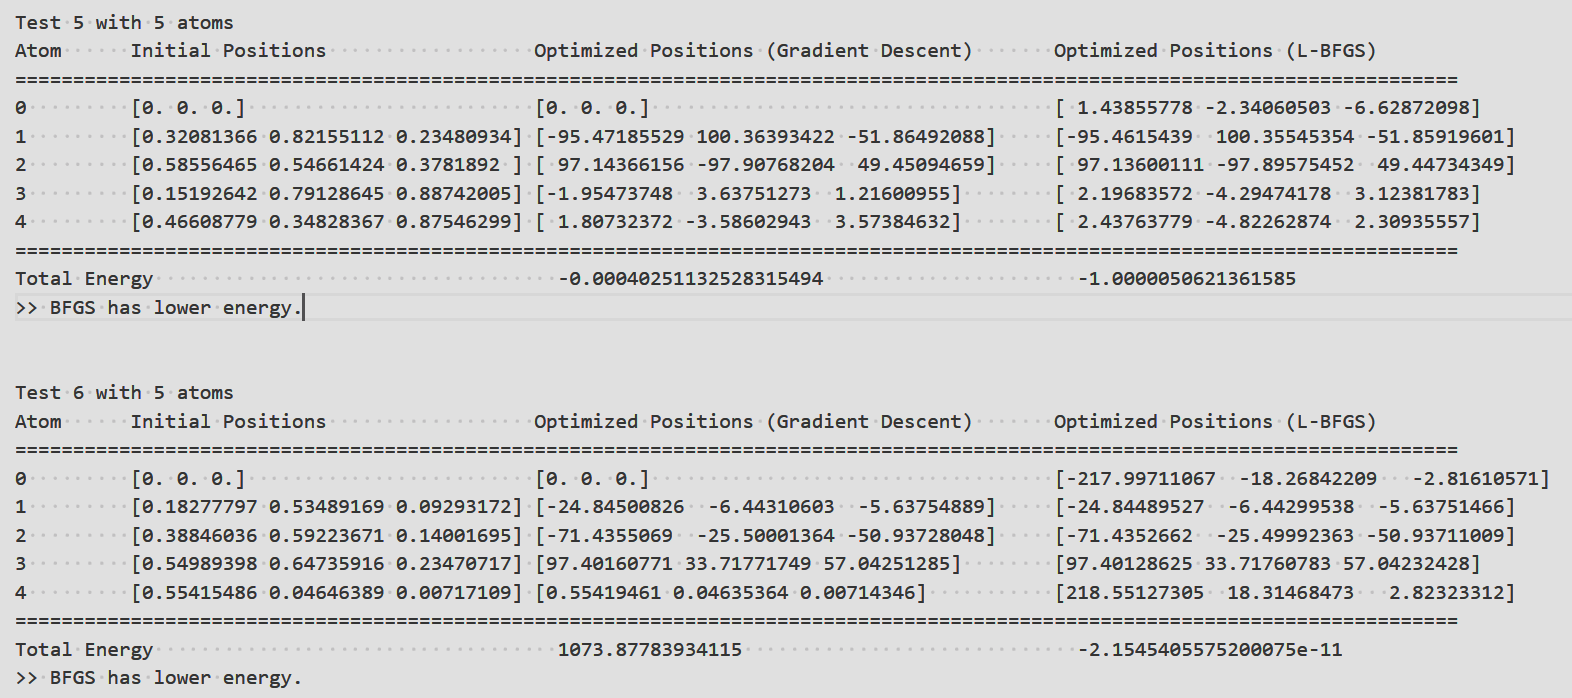 Test 5 with 5 atoms
Atom      Initial Positions                  Optimized Positions (Gradient Descent)       Optimized Positions (L-BFGS)
=============================================================================================================================
0         [0. 0. 0.]                         [0. 0. 0.]                                   [ 1.43855778 -2.34060503 -6.62872098]
1         [0.32081366 0.82155112 0.23480934] [-95.47185529 100.36393422 -51.86492088]     [-95.4615439  100.35545354 -51.85919601]
2         [0.58556465 0.54661424 0.3781892 ] [ 97.14366156 -97.90768204  49.45094659]     [ 97.13600111 -97.89575452  49.44734349]
3         [0.15192642 0.79128645 0.88742005] [-1.95473748  3.63751273  1.21600955]        [ 2.19683572 -4.29474178  3.12381783]
4         [0.46608779 0.34828367 0.87546299] [ 1.80732372 -3.58602943  3.57384632]        [ 2.43763779 -4.82262874  2.30935557]
=============================================================================================================================
Total Energy                                   -0.00040251132528315494                      -1.0000050621361585
>> BFGS has lower energy.
Test 6 with 5 atoms
Atom      Initial Positions                  Optimized Positions (Gradient Descent)       Optimized Positions (L-BFGS)
=============================================================================================================================
0         [0. 0. 0.]                         [0. 0. 0.]                                   [-217.99711067  -18.26842209   -2.81610571]
1         [0.18277797 0.53489169 0.09293172] [-24.84500826  -6.44310603  -5.63754889]     [-24.84489527  -6.44299538  -5.63751466]
2         [0.38846036 0.59223671 0.14001695] [-71.4355069  -25.50001364 -50.93728048]     [-71.4352662  -25.49992363 -50.93711009]
3         [0.54989398 0.64735916 0.23470717] [97.40160771 33.71771749 57.04251285]        [97.40128625 33.71760783 57.04232428]
4         [0.55415486 0.04646389 0.00717109] [0.55419461 0.04635364 0.00714346]           [218.55127305  18.31468473   2.82323312]
=============================================================================================================================
Total Energy                                   1073.87783934115                             -2.1545405575200075e-11
>> BFGS has lower energy.